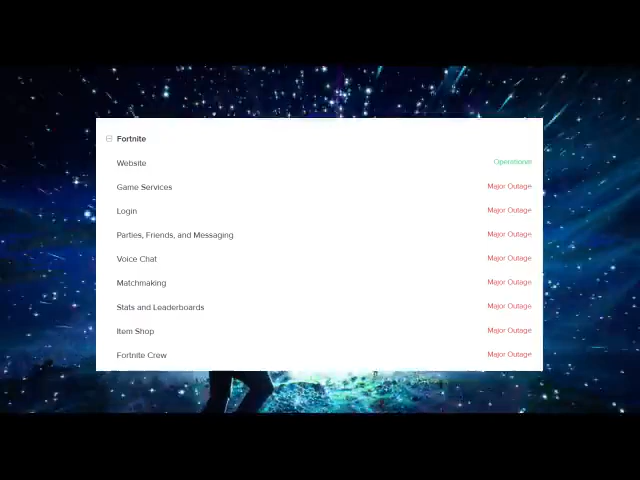 Fortnite
Website Operational
Game Services Major Outage
Login Major Outage
Parties, Friends, and Messaging Major Outage
Voice Chat Major Outage
Matchmaking Major Outage
Stats and Leaderboards Major Outage
Item Shop Major Outage
Fortnite Crew Major Outage